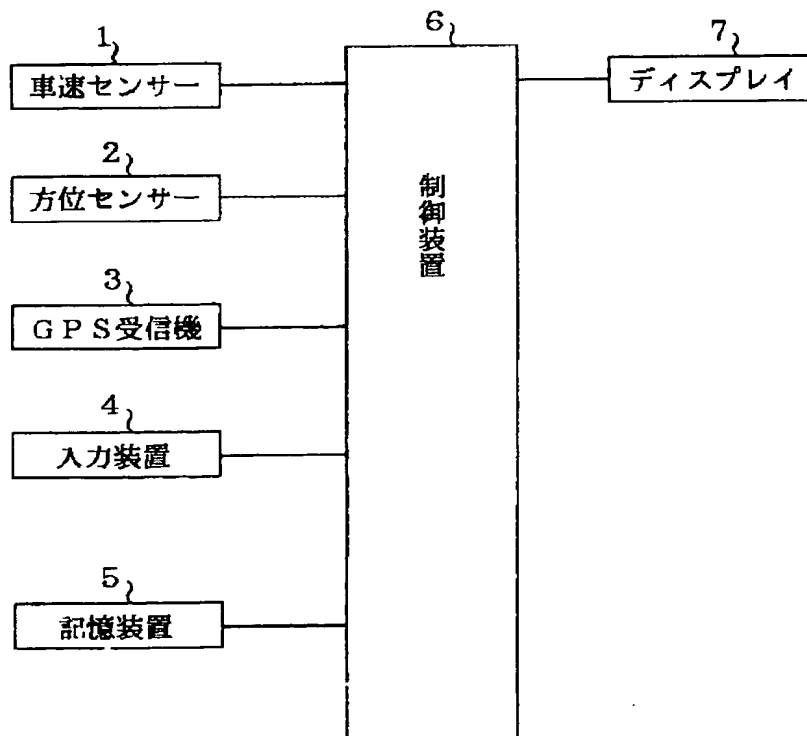 1
車速センサー
2
方位センサー
3
GPS受信機
4
入力装置
5
記憶装置
6
制御装置
7
ディスプレイ